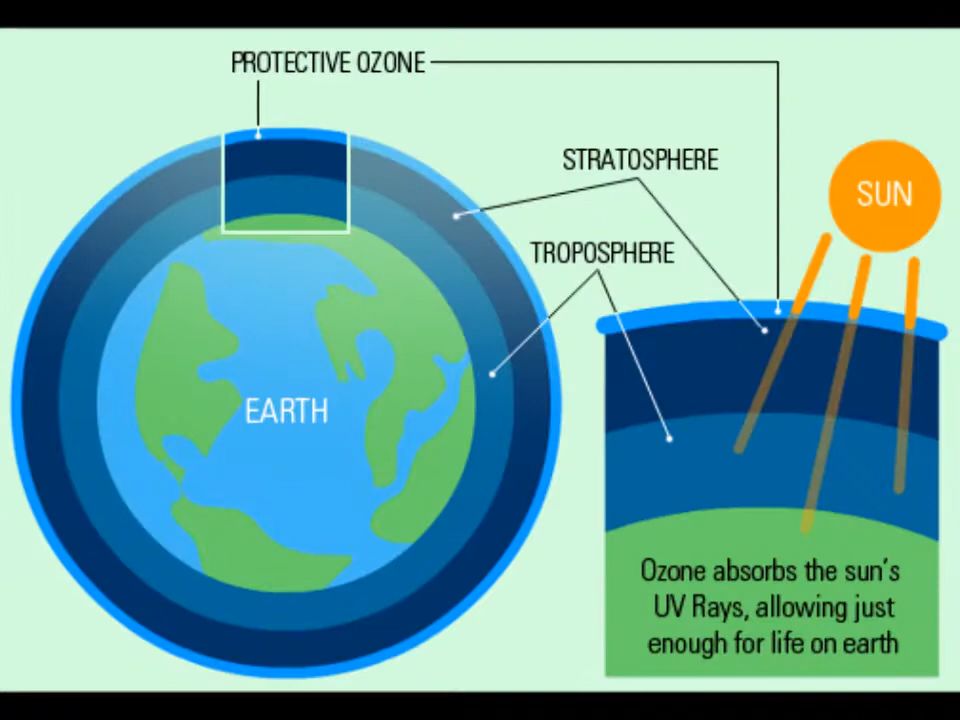 PROTECTIVE OZONE
STRATOSPHERE
SUN
TROPOSPHERE
EARTH
Ozone absorbs the sun's
UV Rays, allowing just
enough for life on earth